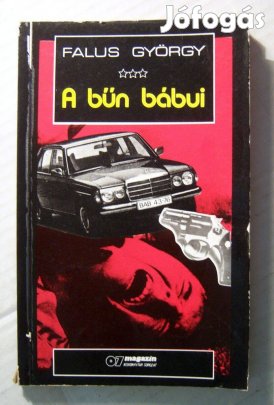 Jófogás
FALUS GYÖRGY
A bűn bábui
07 magazin